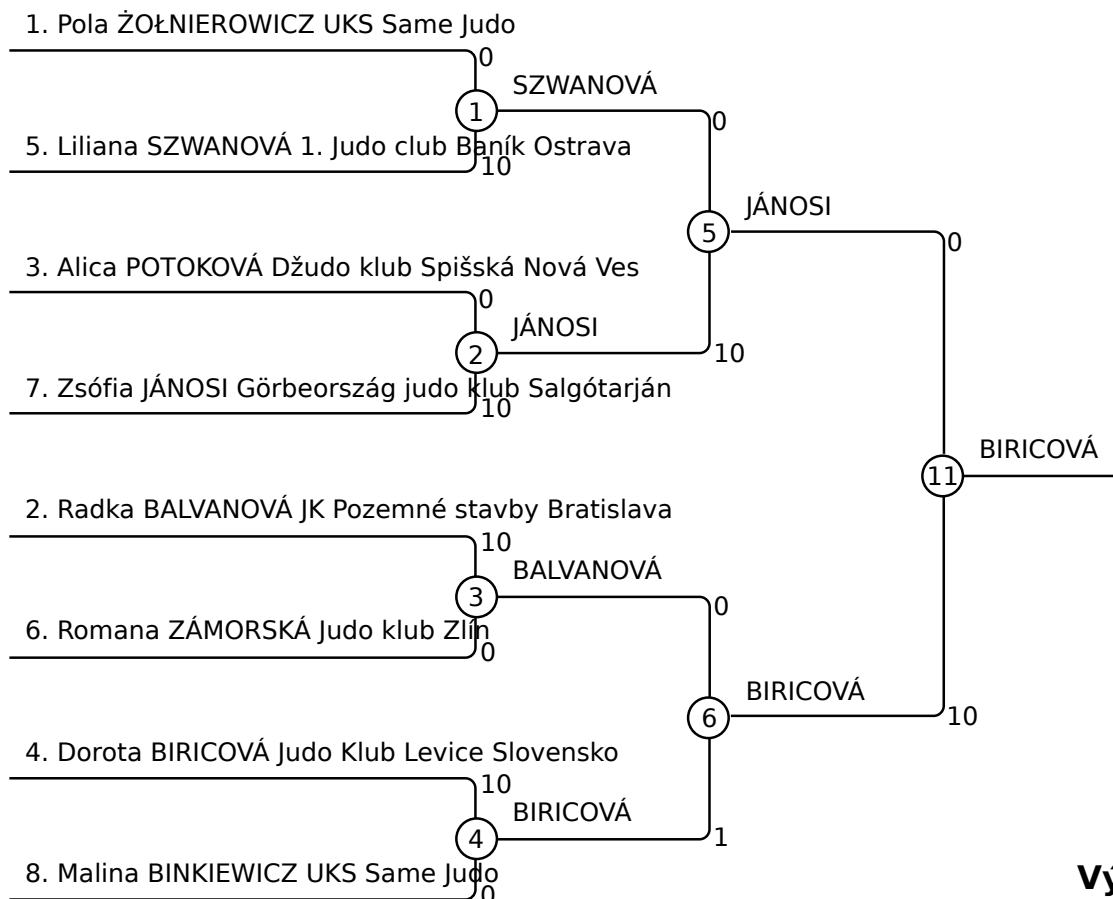 1. Pola ŻOŁNIEROWICZ UKS Same Judo
0
SZWANOVÁ
1
0
5. Liliana SZWANOVÁ 1. Judo club Baník Ostrava
10
JÁNOSI
5
0
3. Alica POTOKOVÁ Džudo klub Spišská Nová Ves
0
JÁNOSI
2
10
7. Zsófia JÁNOSI Görbeország judo klub Salgótarján
10
BIRICOVÁ
11
2. Radka BALVANOVÁ JK Pozemné stavby Bratislava
10
BALVANOVÁ
3
0
6. Romana ZÁMORSKÁ Judo klub Zlín
0
BIRICOVÁ
6
10
4. Dorota BIRICOVÁ Judo Klub Levice Slovensko
10
BIRICOVÁ
4
1
8. Malina BINKIEWICZ UKS Same Judo
0